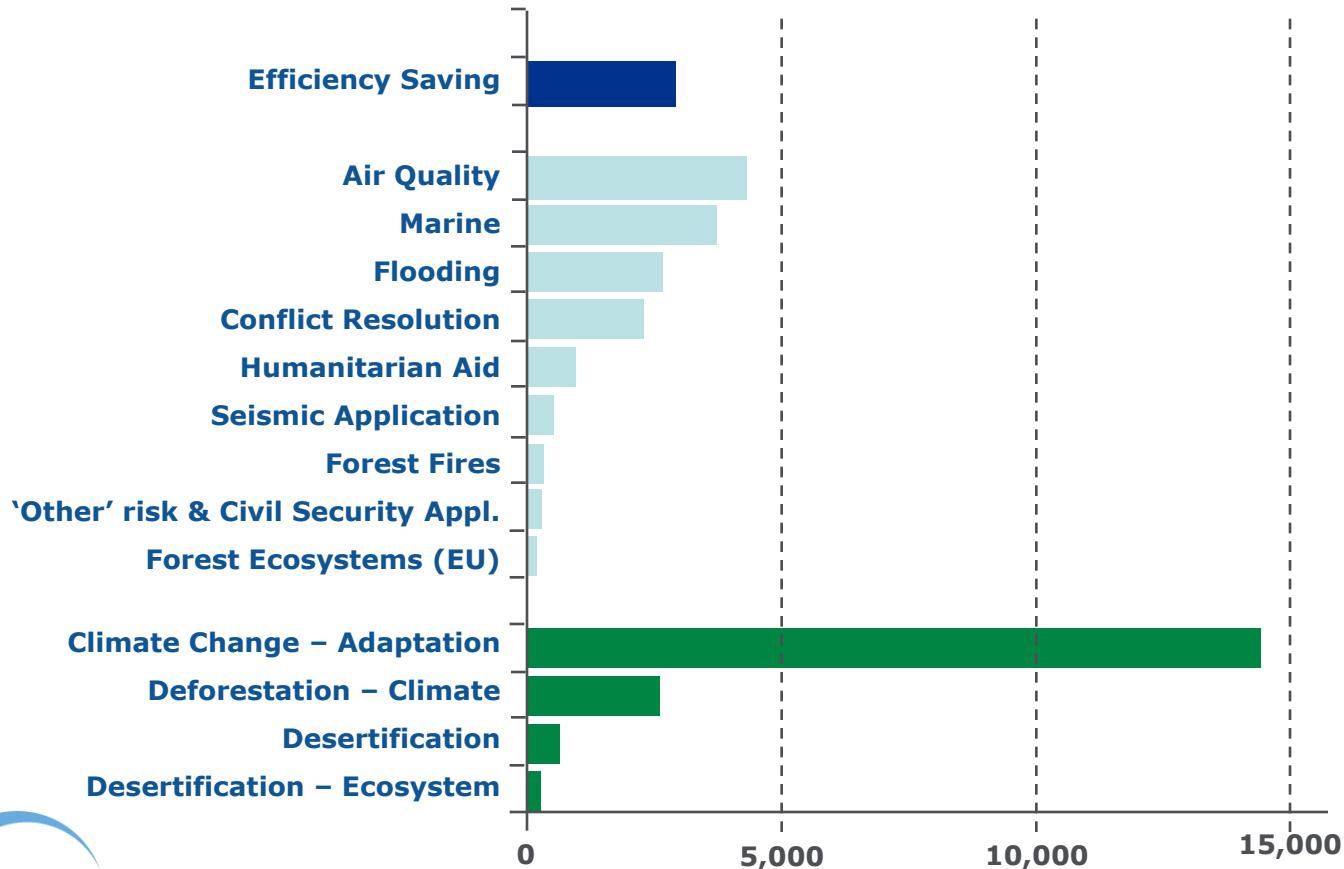 Efficiency Saving
Air Quality
Marine
Flooding
Conflict Resolution
Humanitarian Aid
Seismic Application
Forest Fires
‘Other’ risk & Civil Security Appl.
Forest Ecosystems (EU)
Climate Change – Adaptation
Deforestation – Climate
Desertification
Desertification – Ecosystem
0 5,000 10,000 15,000